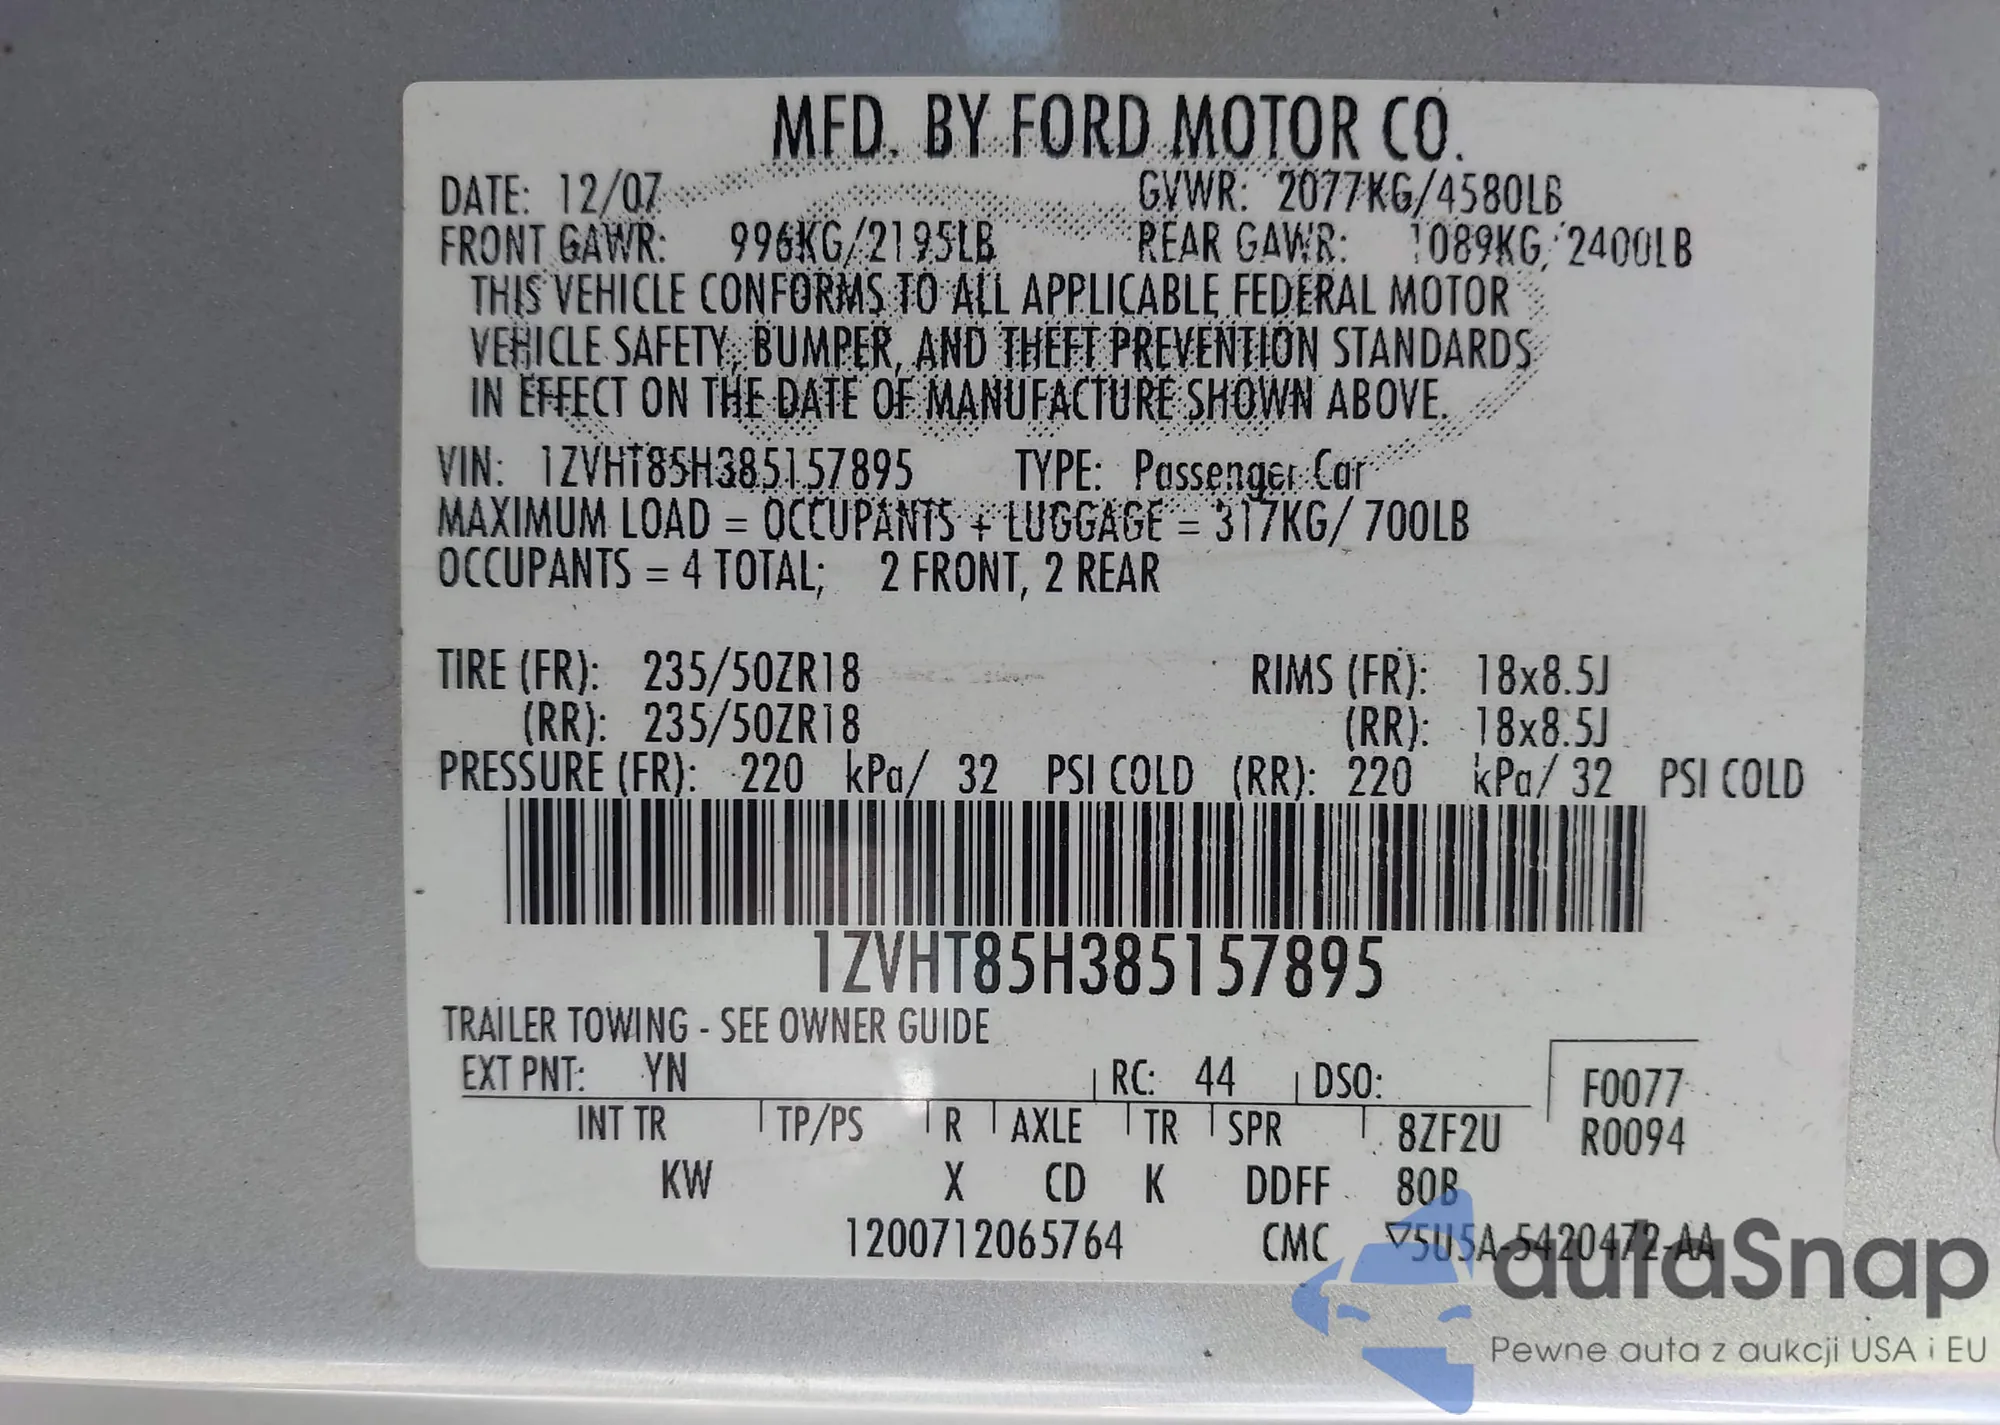 MFD. BY FORD MOTOR CO.
DATE: 12/07 GVWR: 2077KG/4580LB
FRONT GAWR: 996KG/2195LB REAR GAWR: 1089KG/2400LB
THIS VEHICLE CONFORMS TO ALL APPLICABLE FEDERAL MOTOR
VEHICLE SAFETY, BUMPER, AND THEFT PREVENTION STANDARDS
IN EFFECT ON THE DATE OF MANUFACTURE SHOWN ABOVE.
VIN: 1ZVHT85H385157895 TYPE: Passenger Car
MAXIMUM LOAD = OCCUPANTS + LUGGAGE = 317KG/ 700LB
OCCUPANTS = 4 TOTAL; 2 FRONT, 2 REAR
TIRE (FR): 235/50ZR18 RIMS (FR): 18x8.5J
(RR): 235/50ZR18 (RR): 18x8.5J
PRESSURE (FR): 220 kPa/ 32 PSI COLD (RR): 220 kPa/ 32 PSI COLD
1ZVHT85H385157895
TRAILER TOWING - SEE OWNER GUIDE
EXT PNT: YN RC: 44 DSO: F0077
INT TR TP/PS R AXLE TR SPR 8ZF2U R0094
KW X CD K DDFF 80B
1200712065764 CMC ▽5U5A-5420472-AA
autaSnap
Pewne auta z aukcji USA i EU